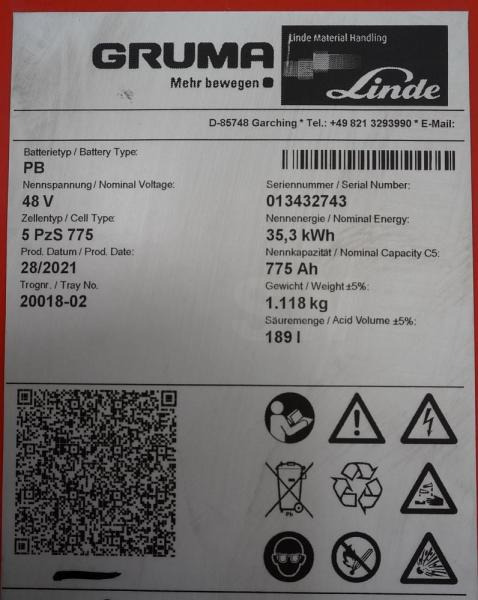 GRUMA
Mehr bewegen
Linde Material Handling
Linde
D-85748 Garching * Tel.: +49 821 3293990 * E-Mail:
Batterietyp / Battery Type:
PB
Nennspannung / Nominal Voltage:
48 V
Zellentyp / Cell Type:
5 PzS 775
Prod. Datum / Prod. Date:
28/2021
Trognr. / Tray No.
20018-02
Seriennummer / Serial Number:
013432743
Nennenergie / Nominal Energy:
35,3 kWh
Nennkapazität / Nominal Capacity C5:
775 Ah
Gewicht / Weight ±5%:
1.118 kg
Säuremenge / Acid Volume ±5%:
189 l
Pb